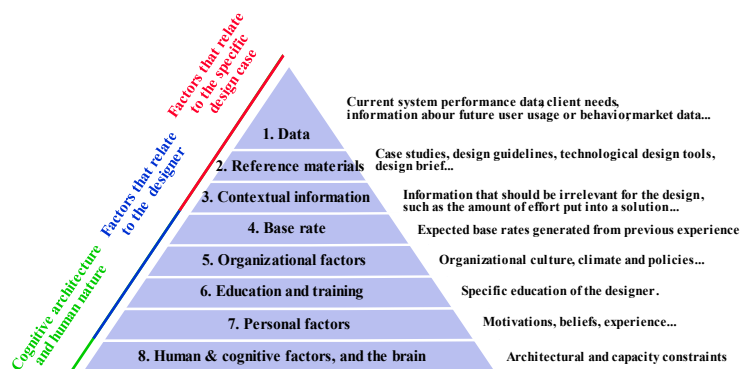 Factors that relate
to the specific
design case
Factors that relate
to the designer
Cognitive architecture
and human nature
1. Data
Current system performance data, client needs,
information abour future user usage or behavior, market data...
2. Reference materials
Case studies, design guidelines, technological design tools,
design brief...
3. Contextual information
Information that should be irrelevant for the design,
such as the amount of effort put into a solution...
4. Base rate
Expected base rates generated from previous experience
5. Organizational factors
Organizational culture, climate and policies...
6. Education and training
Specific education of the designer.
7. Personal factors
Motivations, beliefs, experience...
8. Human & cognitive factors, and the brain
Architectural and capacity constraints